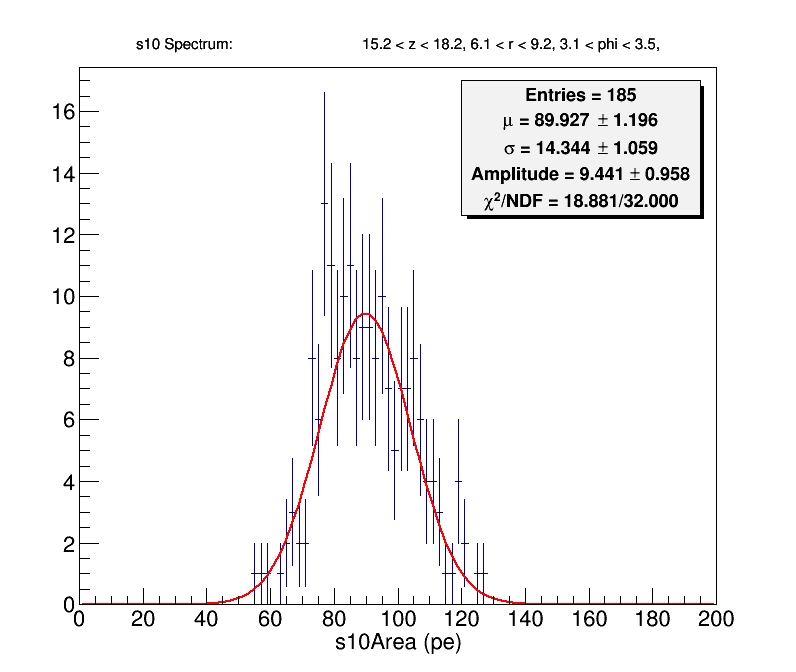 s10 Spectrum: 15.2 < z < 18.2, 6.1 < r < 9.2, 3.1 < phi < 3.5,
Entries = 185
μ = 89.927 ± 1.196
σ = 14.344 ± 1.059
Amplitude = 9.441 ± 0.958
χ²/NDF = 18.881/32.000
16
14
12
10
8
6
4
2
0
0 20 40 60 80 100 120 140 160 180 200
s10Area (pe)